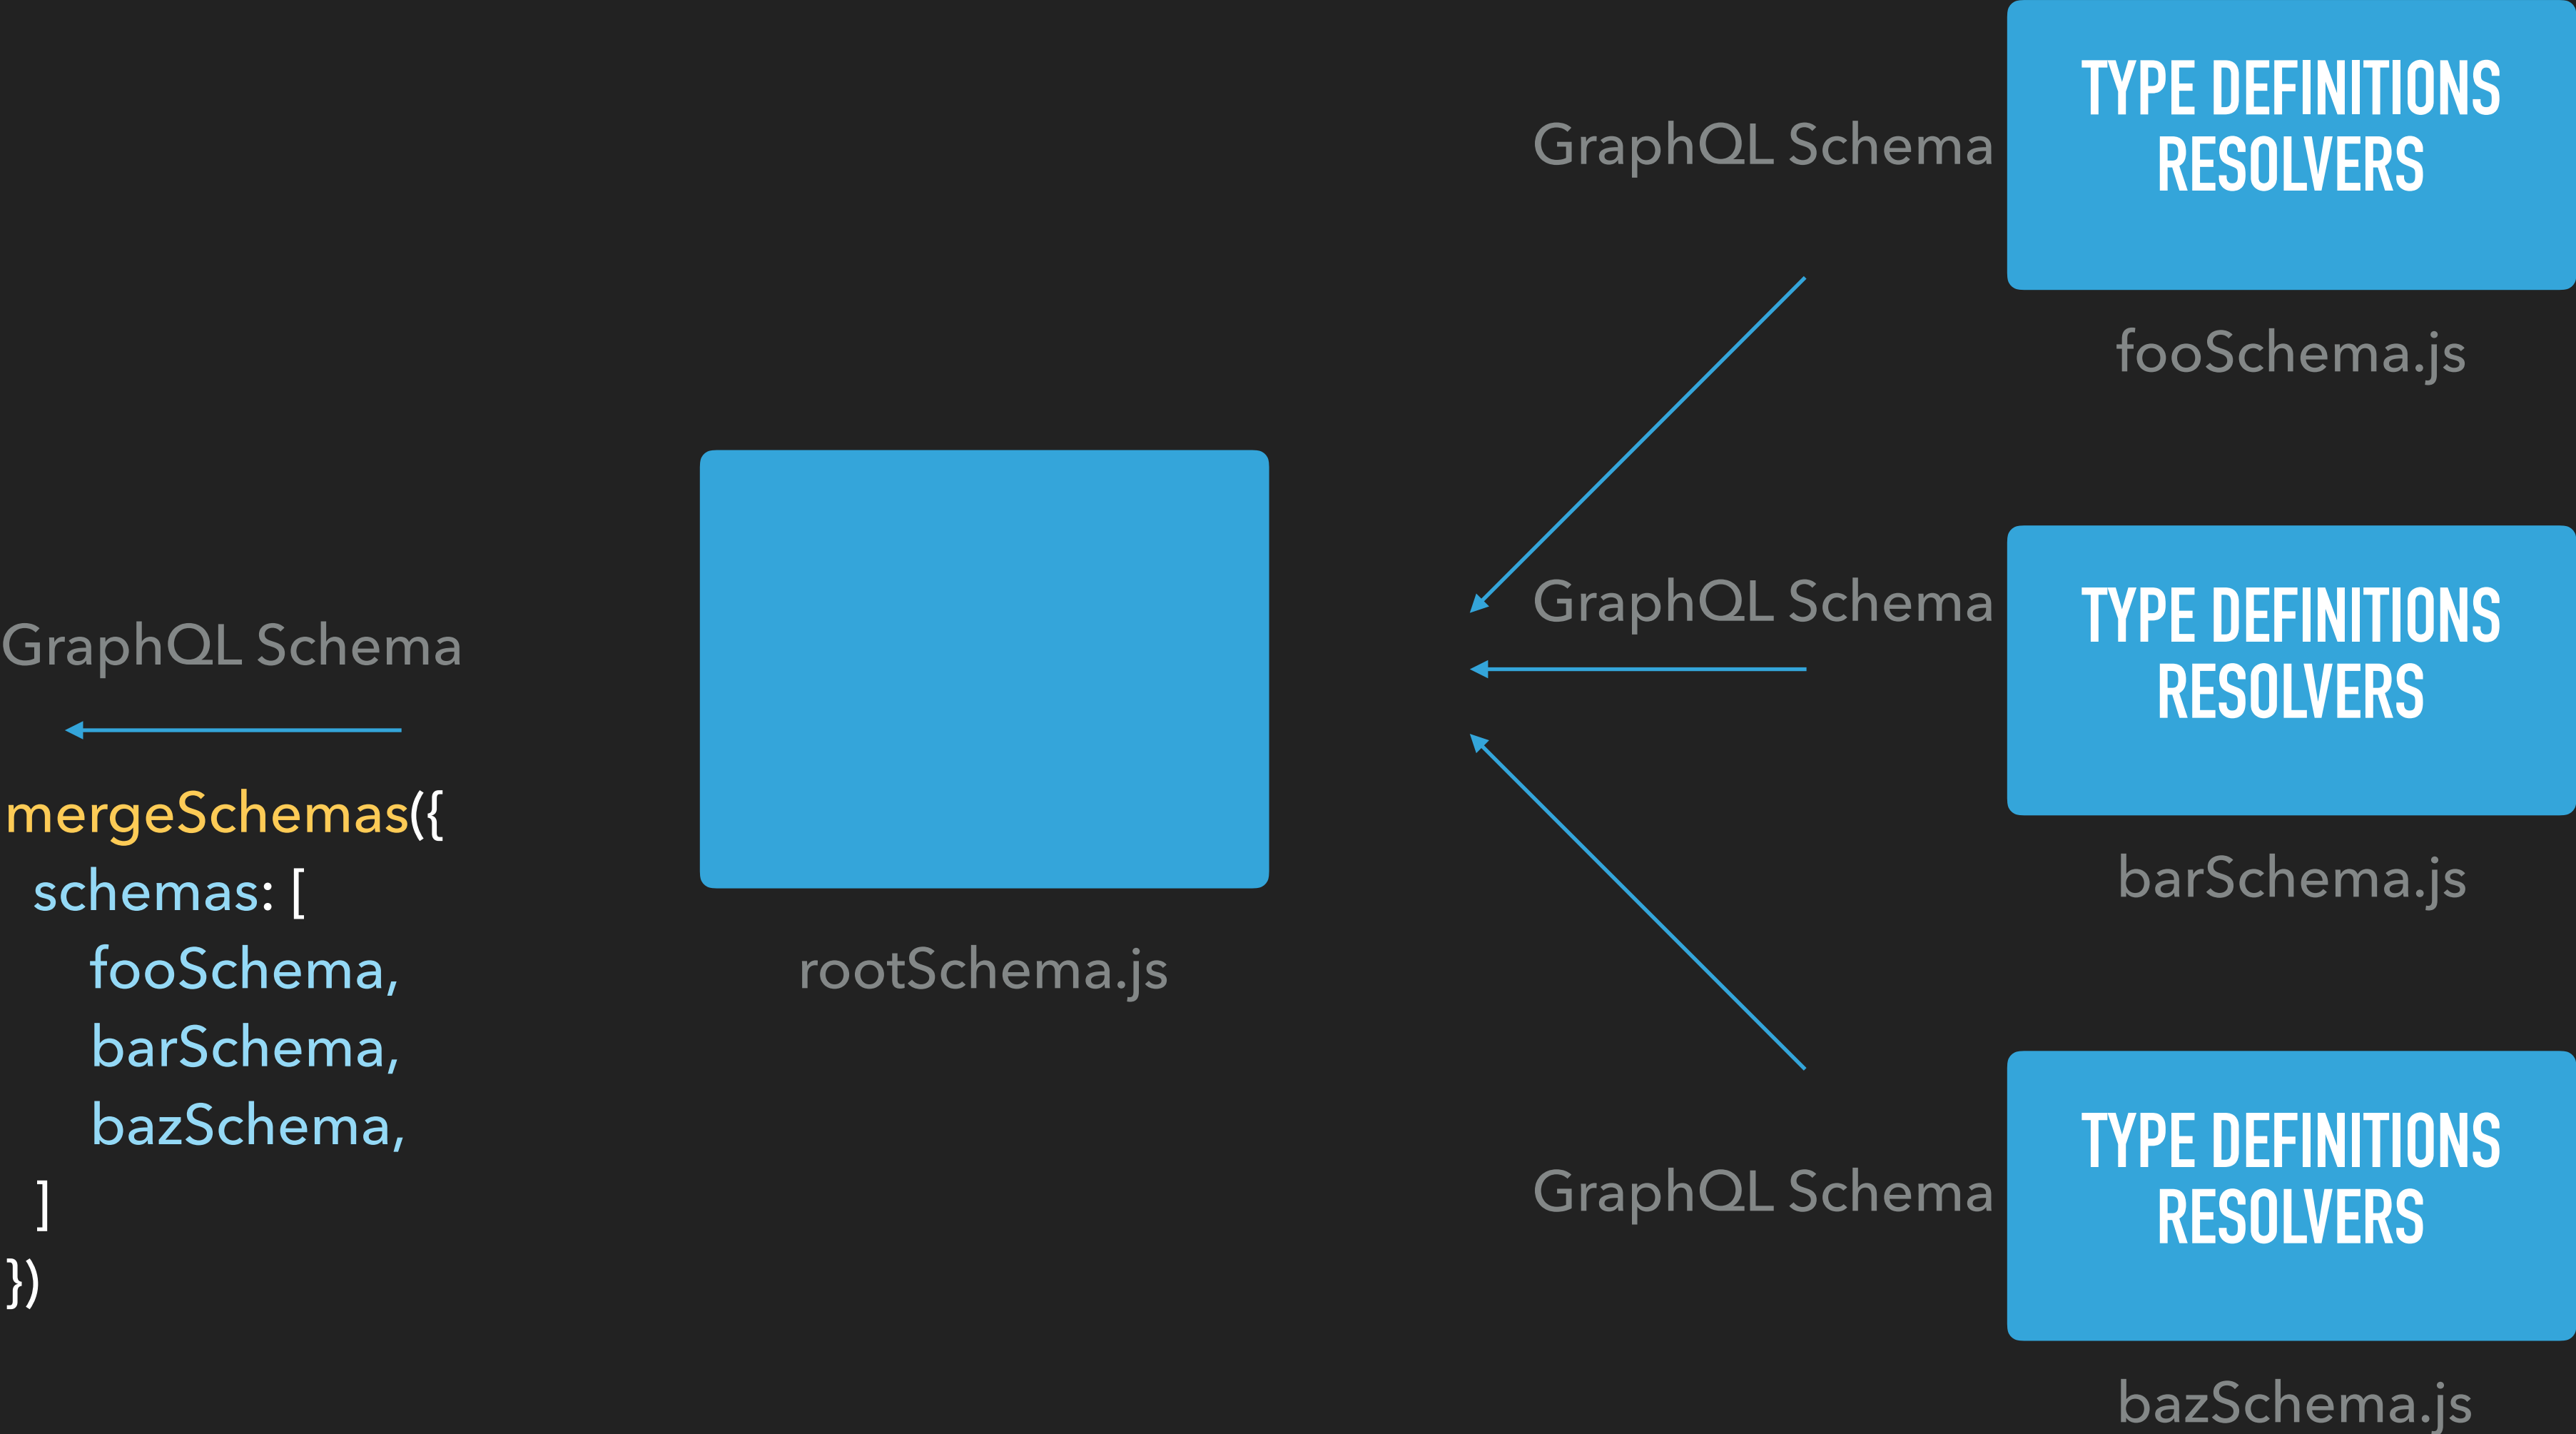 GraphQL Schema
mergeSchemas({
schemas: [
fooSchema,
barSchema,
bazSchema,
]
})
rootSchema.js
GraphQL Schema
TYPE DEFINITIONS
RESOLVERS
fooSchema.js
GraphQL Schema
TYPE DEFINITIONS
RESOLVERS
barSchema.js
GraphQL Schema
TYPE DEFINITIONS
RESOLVERS
bazSchema.js